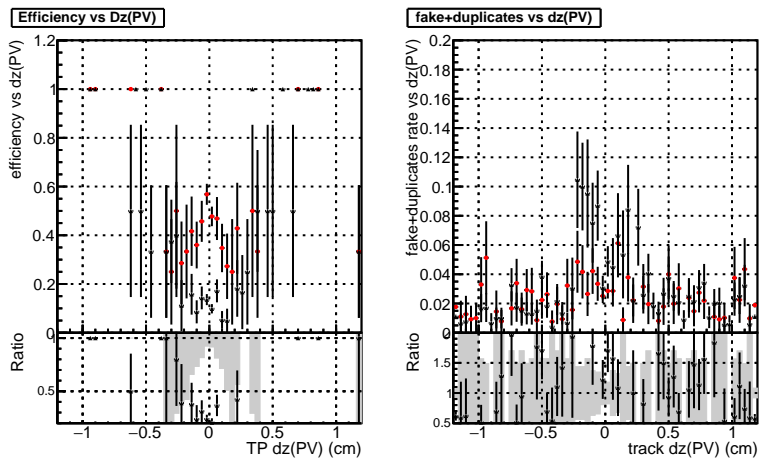 Efficiency vs Dz(PV)
efficiency vs dz(PV)
1.2
1
0.8
0.6
0.4
0.2
0
Ratio
1
0.5
−1 −0.5 0 0.5 1
TP dz(PV) (cm)
fake+duplicates vs dz(PV)
fake+duplicates rate vs dz(PV)
0.2
0.18
0.16
0.14
0.12
0.1
0.08
0.06
0.04
0.02
0
Ratio
2
1.5
1
0.5
−1 −0.5 0 0.5 1
track dz(PV) (cm)